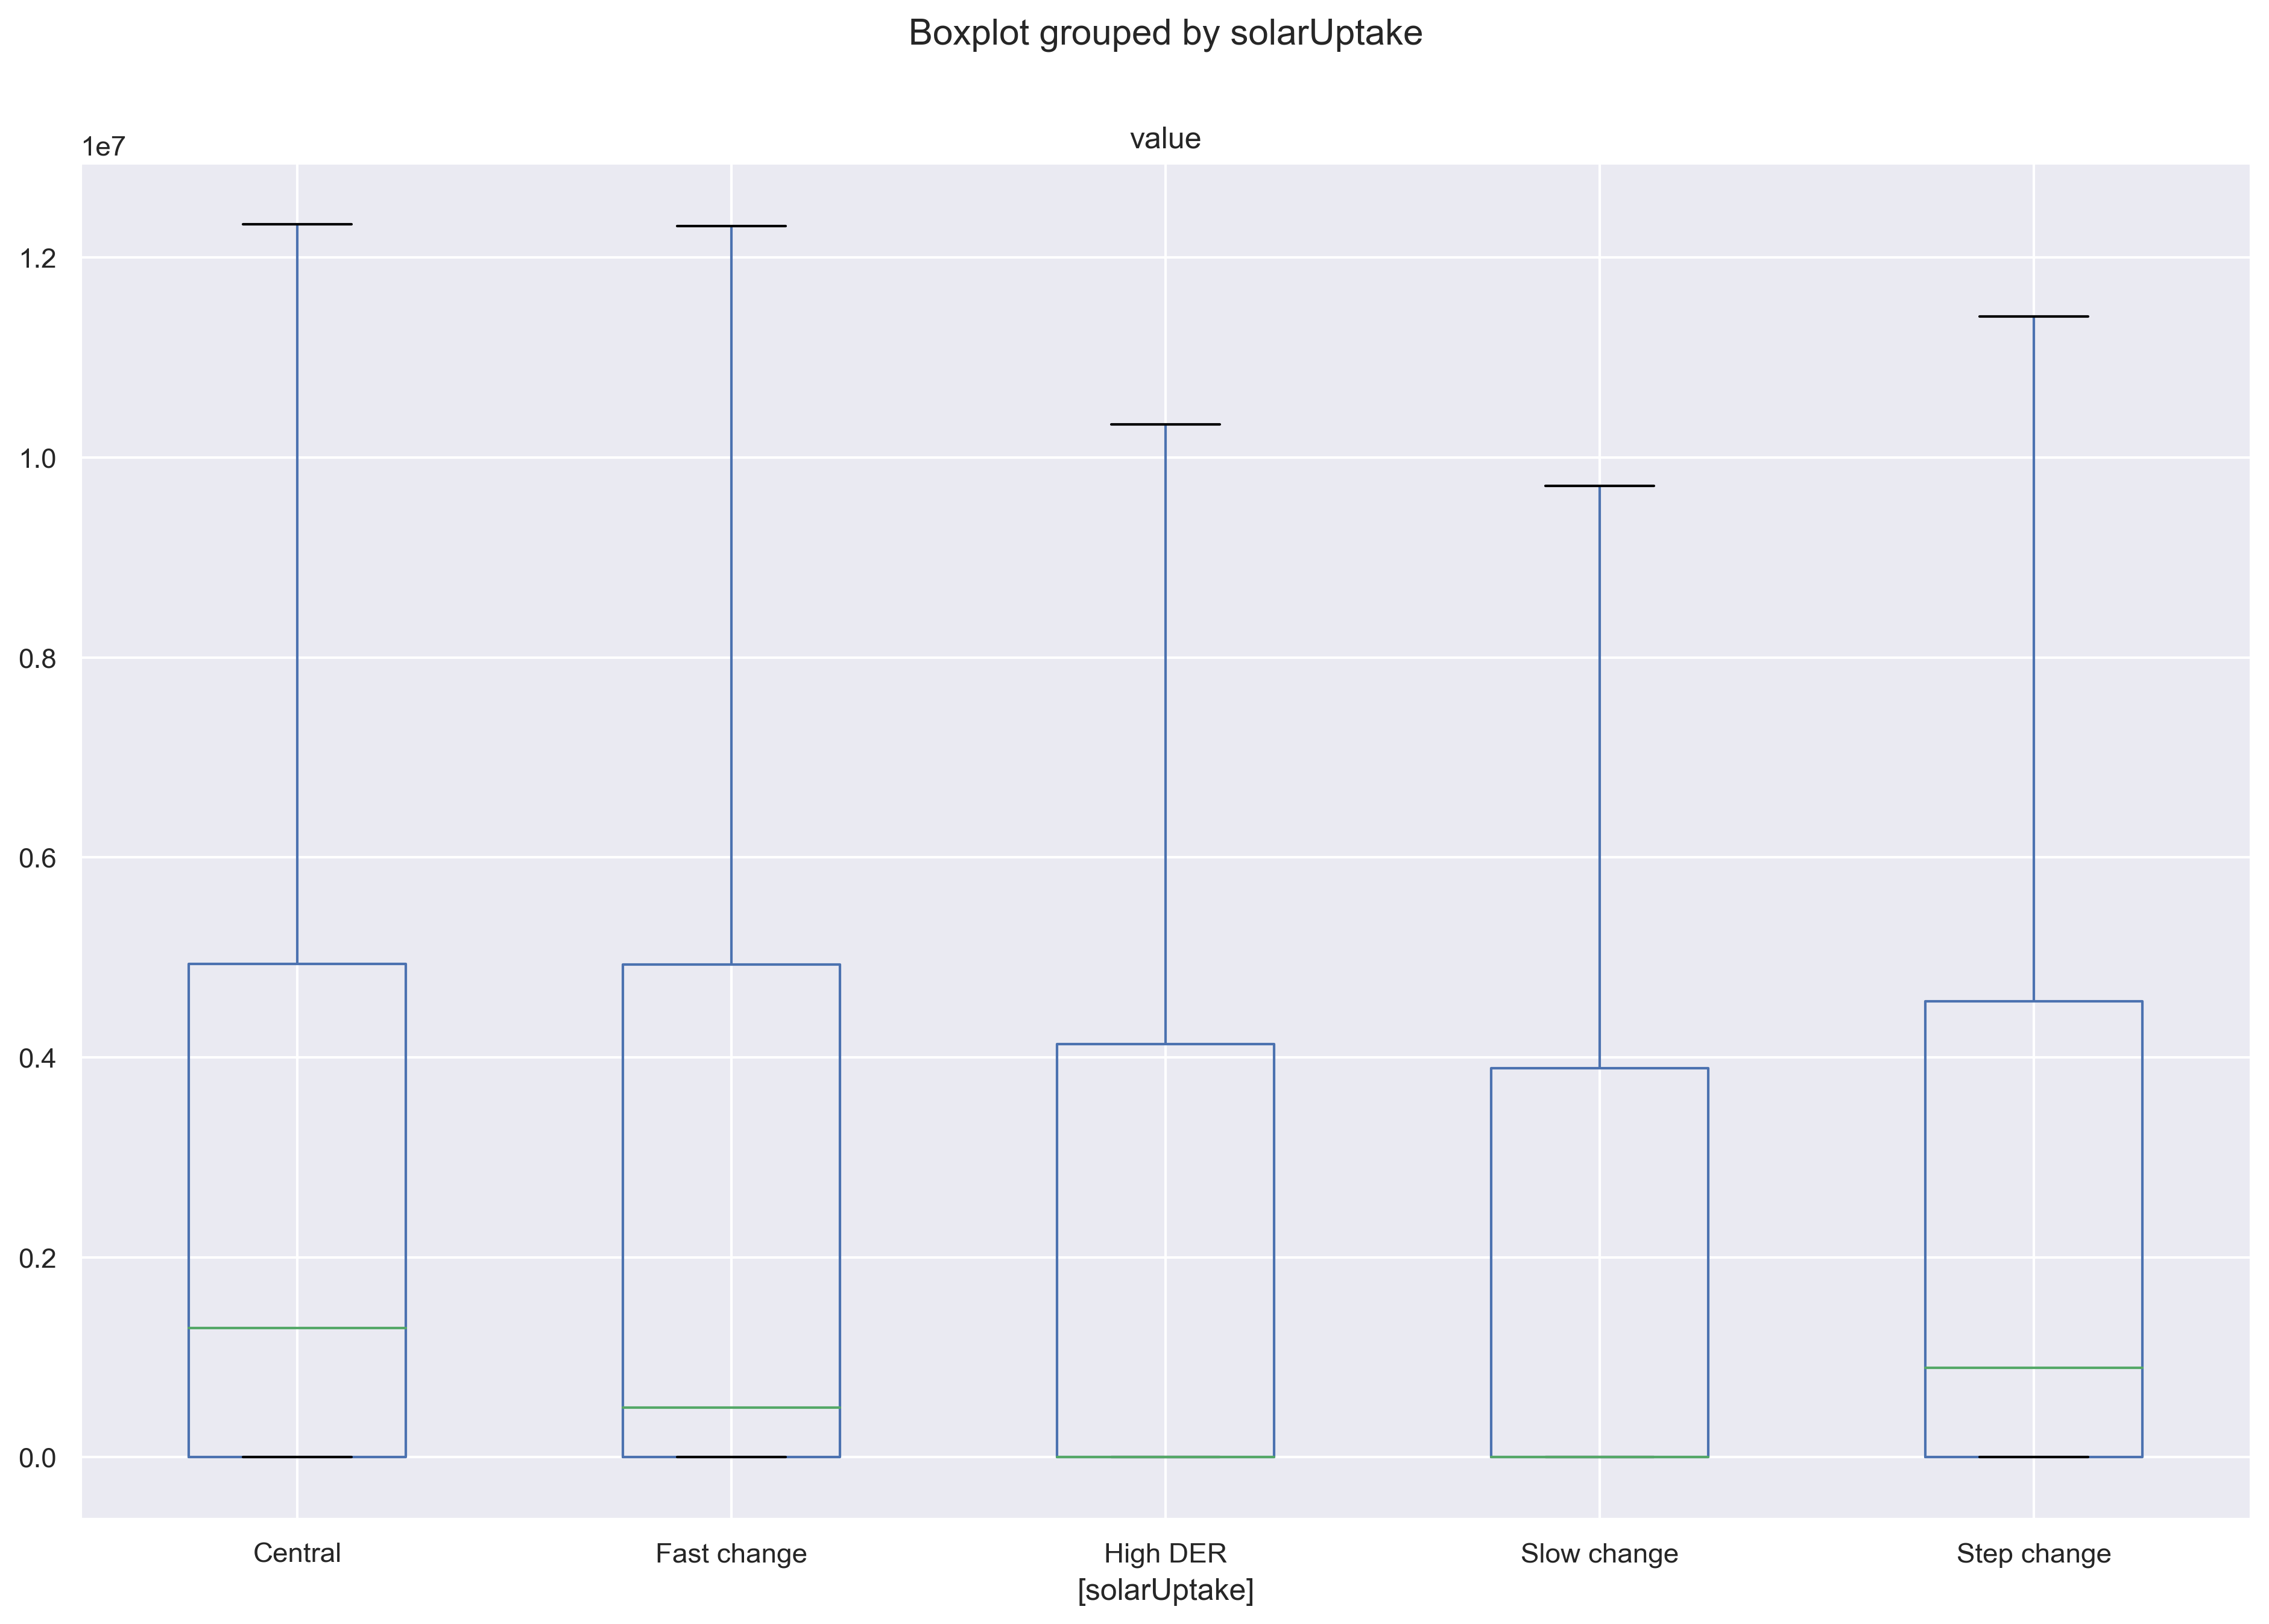 Boxplot grouped by solarUptake
value
1e7
1.2
1.0
0.8
0.6
0.4
0.2
0.0
Central Fast change High DER Slow change Step change
[solarUptake]